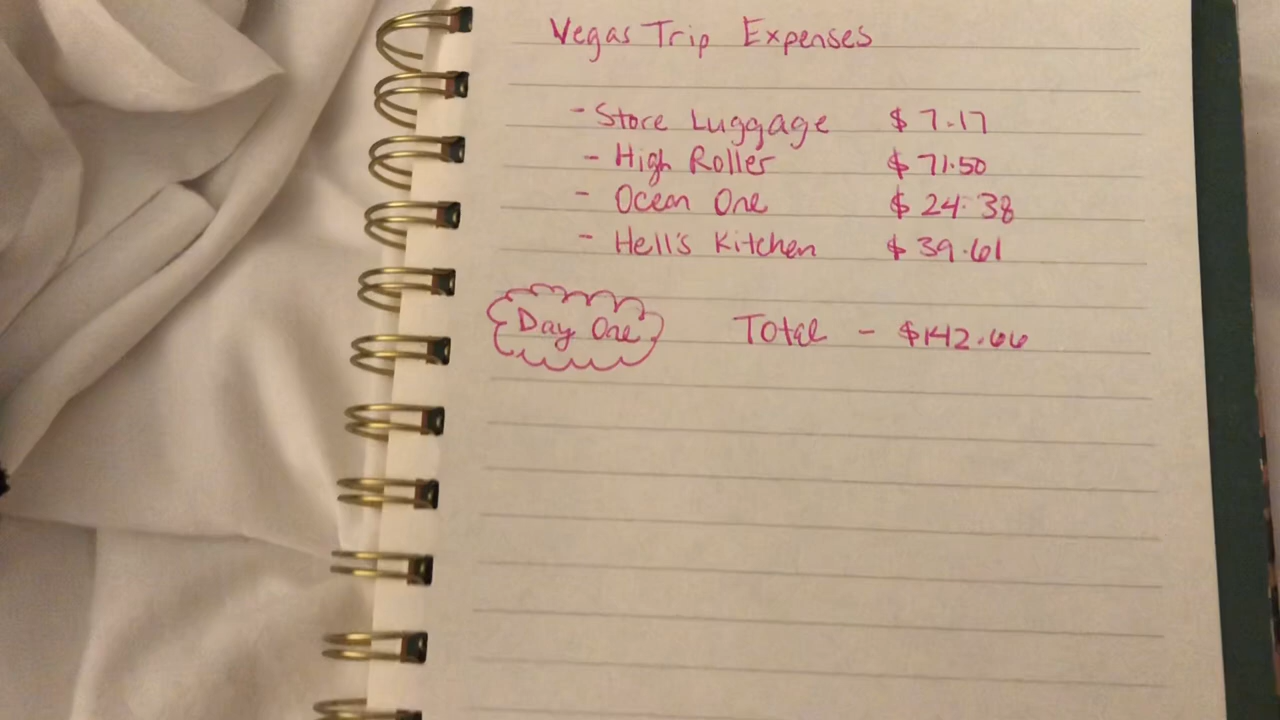 Vegas Trip Expenses
- Store Luggage $7.17
- High Roller $71.50
- Ocean One $24.38
- Hell's Kitchen $39.61
Day One Total - $142.66